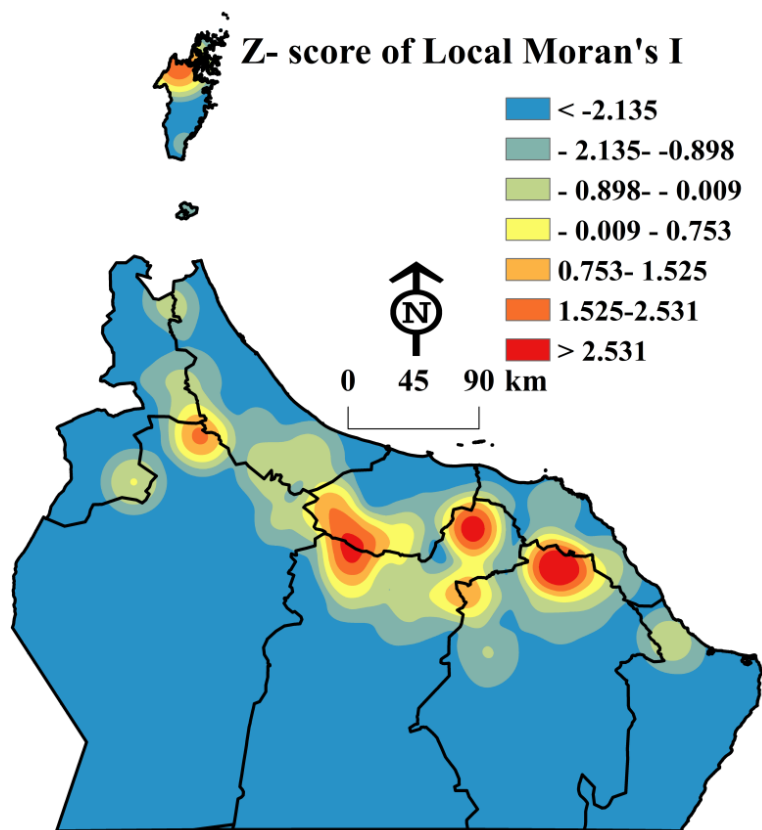 Z- score of Local Moran's I
< -2.135
- 2.135- -0.898
- 0.898- - 0.009
- 0.009 - 0.753
0.753- 1.525
1.525-2.531
> 2.531
N
0 45 90 km